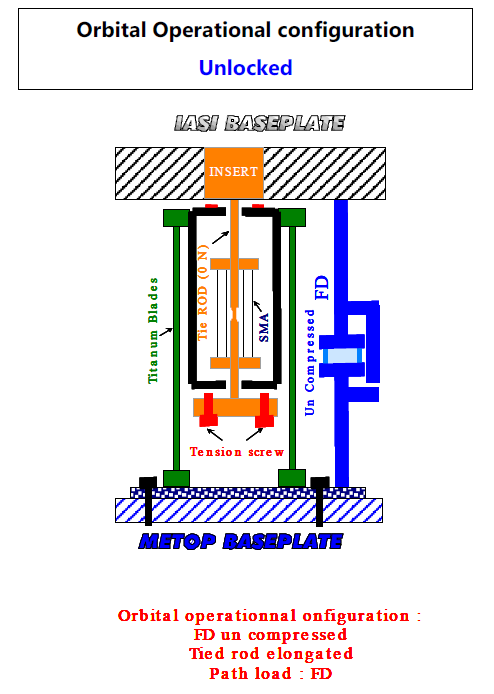 Orbital Operational configuration
Unlocked
IASI BASEPLATE
INSERT
Tie ROD (0 N)
SMA
Titanum Blades
Un Compressed
FD
Tension screw
METOP BASEPLATE
Orbital operationnal onfiguration :
FD un compressed
Tied rod elongated
Path load : FD